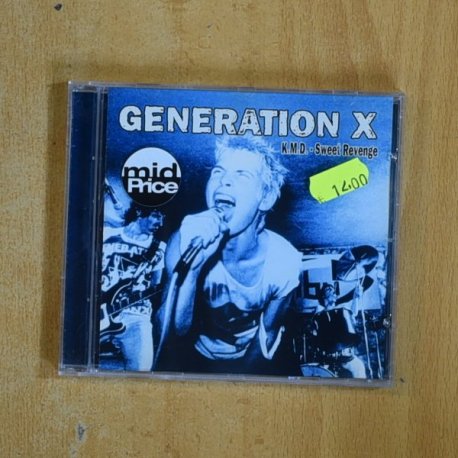 GENERATION X
K.M.D. - Sweet Revenge
mid
Price
14.00